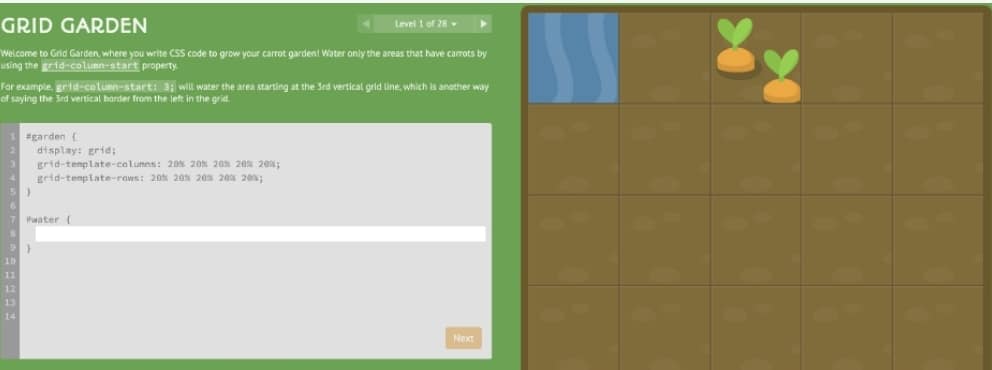 GRID GARDEN
Level 1 of 28
Welcome to Grid Garden, where you write CSS code to grow your carrot garden! Water only the areas that have carrots by
using the grid-column-start property.
For example, grid-column-start: 3; will water the area starting at the 3rd vertical grid line, which is another way
of saying the 3rd vertical border from the left in the grid.
1 #garden {
2 display: grid;
3 grid-template-columns: 20% 20% 20% 20% 20%;
4 grid-template-rows: 20% 20% 20% 20% 20%;
5 }
6
7 #water {
8
9 }
10
11
12
13
14
Next